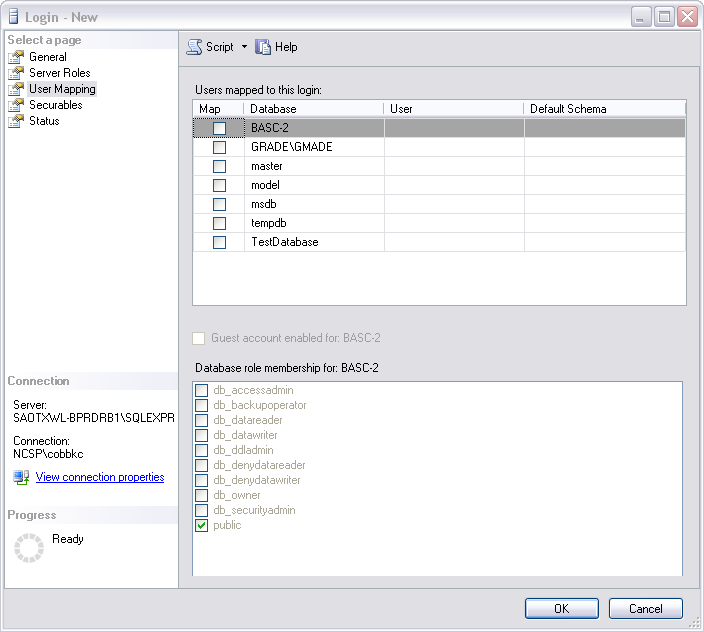 Login - New
Select a page
General
Server Roles
User Mapping
Securables
Status
Connection
Server:
SAOTXWL-BPRDRB1\SQLEXPR
Connection:
NCSP\cobbkc
View connection properties
Progress
Ready
Script Help
Users mapped to this login:
Map Database User Default Schema
BASC-2
GRADE\GMADE
master
model
msdb
tempdb
TestDatabase
Guest account enabled for: BASC-2
Database role membership for: BASC-2
db_accessadmin
db_backupoperator
db_datareader
db_datawriter
db_ddladmin
db_denydatareader
db_denydatawriter
db_owner
db_securityadmin
public
OK Cancel